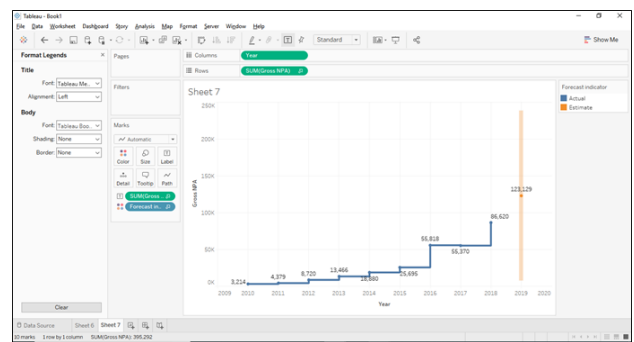 Tableau - Book1
File Data Worksheet Dashboard Story Analysis Map Format Server Window Help
Standard
Show Me
Format Legends
Title
Font: Tableau Me..
Alignment: Left
Body
Font: Tableau Boo..
Shading: None
Border: None
Clear
Pages
Filters
Marks
Automatic
Color Size Label
Detail Tooltip Path
SUM(Gross ..
Forecast in..
Columns Year
Rows SUM(Gross NPA)
Sheet 7
250K
200K
150K
100K
50K
0K
Gross NPA
3,214
4,379
8,720
13,466
18,680
25,695
55,818
55,370
86,620
123,129
2009 2010 2011 2012 2013 2014 2015 2016 2017 2018 2019 2020
Year
Forecast indicator
Actual
Estimate
Data Source Sheet 6 Sheet 7
10 marks 1 row by 1 column SUM(Gross NPA): 395,292